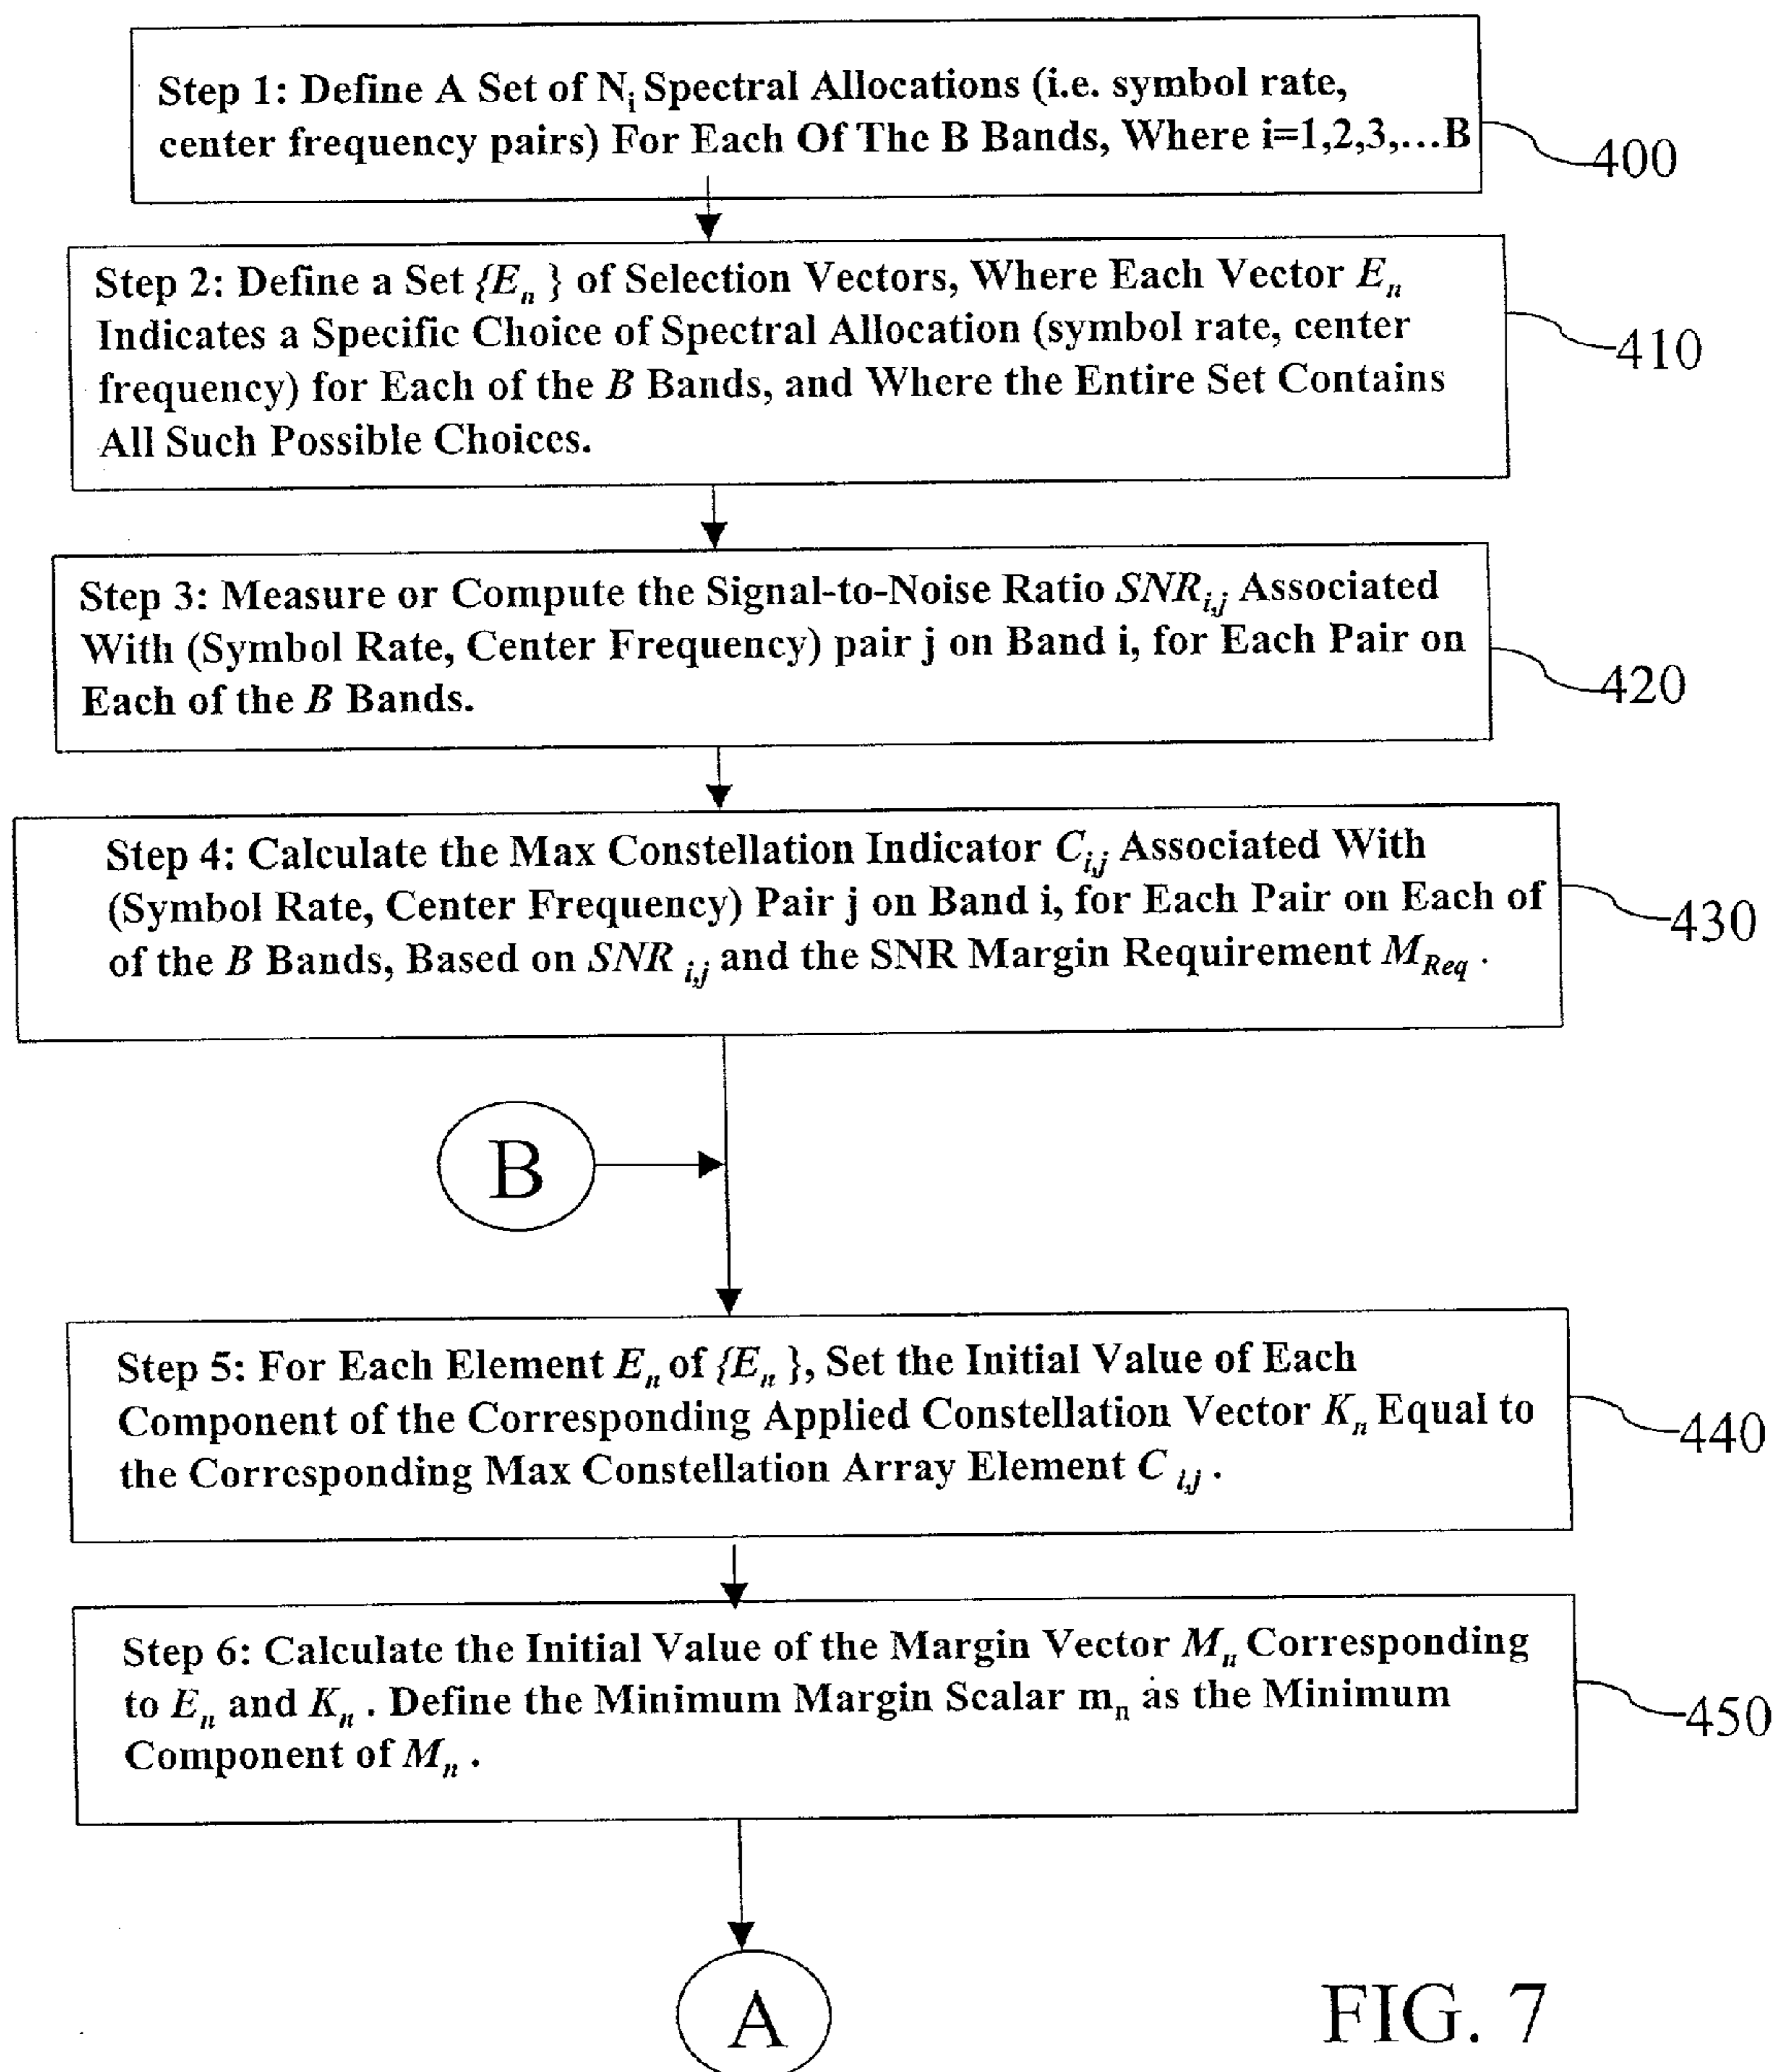 Step 1: Define A Set of Nᵢ Spectral Allocations (i.e. symbol rate,
center frequency pairs) For Each Of The B Bands, Where i=1,2,3,...B
400
Step 2: Define a Set {Eₙ } of Selection Vectors, Where Each Vector Eₙ
Indicates a Specific Choice of Spectral Allocation (symbol rate, center
frequency) for Each of the B Bands, and Where the Entire Set Contains
All Such Possible Choices.
410
Step 3: Measure or Compute the Signal-to-Noise Ratio SNR_i,j Associated
With (Symbol Rate, Center Frequency) pair j on Band i, for Each Pair on
Each of the B Bands.
420
Step 4: Calculate the Max Constellation Indicator C_i,j Associated With
(Symbol Rate, Center Frequency) Pair j on Band i, for Each Pair on Each of
of the B Bands, Based on SNR _i,j and the SNR Margin Requirement M_Req .
430
B
Step 5: For Each Element Eₙ of {Eₙ }, Set the Initial Value of Each
Component of the Corresponding Applied Constellation Vector Kₙ Equal to
the Corresponding Max Constellation Array Element C _i,j .
440
Step 6: Calculate the Initial Value of the Margin Vector Mₙ Corresponding
to Eₙ and Kₙ . Define the Minimum Margin Scalar mₙ as the Minimum
Component of Mₙ .
450
A
FIG. 7